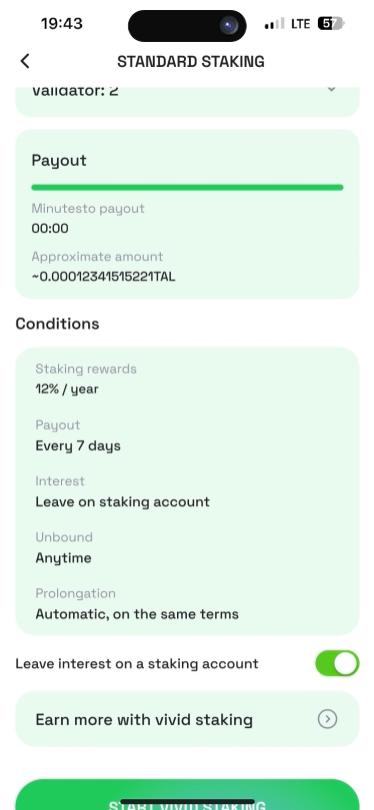 19:43
LTE
57
STANDARD STAKING
Validator: 2
Payout
Minutesto payout
00:00
Approximate amount
~0.00012341515221TAL
Conditions
Staking rewards
12% / year
Payout
Every 7 days
Interest
Leave on staking account
Unbound
Anytime
Prolongation
Automatic, on the same terms
Leave interest on a staking account
Earn more with vivid staking
START VIVID STAKING